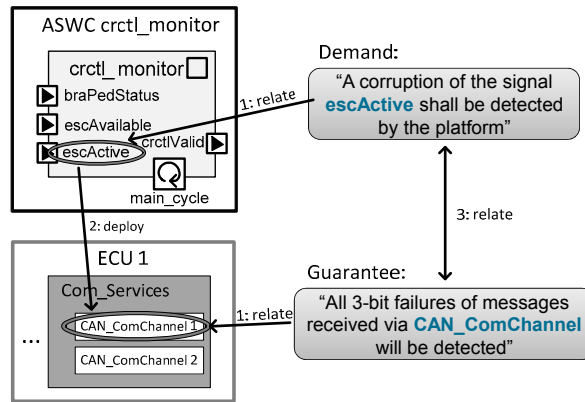 ASWC crctl_monitor
crctl_monitor
braPedStatus
escAvailable
crctlValid
escActive
main_cycle
Demand:
1: relate
“A corruption of the signal
escActive shall be detected
by the platform”
2: deploy
3: relate
ECU 1
Com_Services
CAN_ComChannel 1
CAN_ComChannel 2
...
Guarantee:
1: relate
“All 3-bit failures of messages
received via CAN_ComChannel
will be detected”